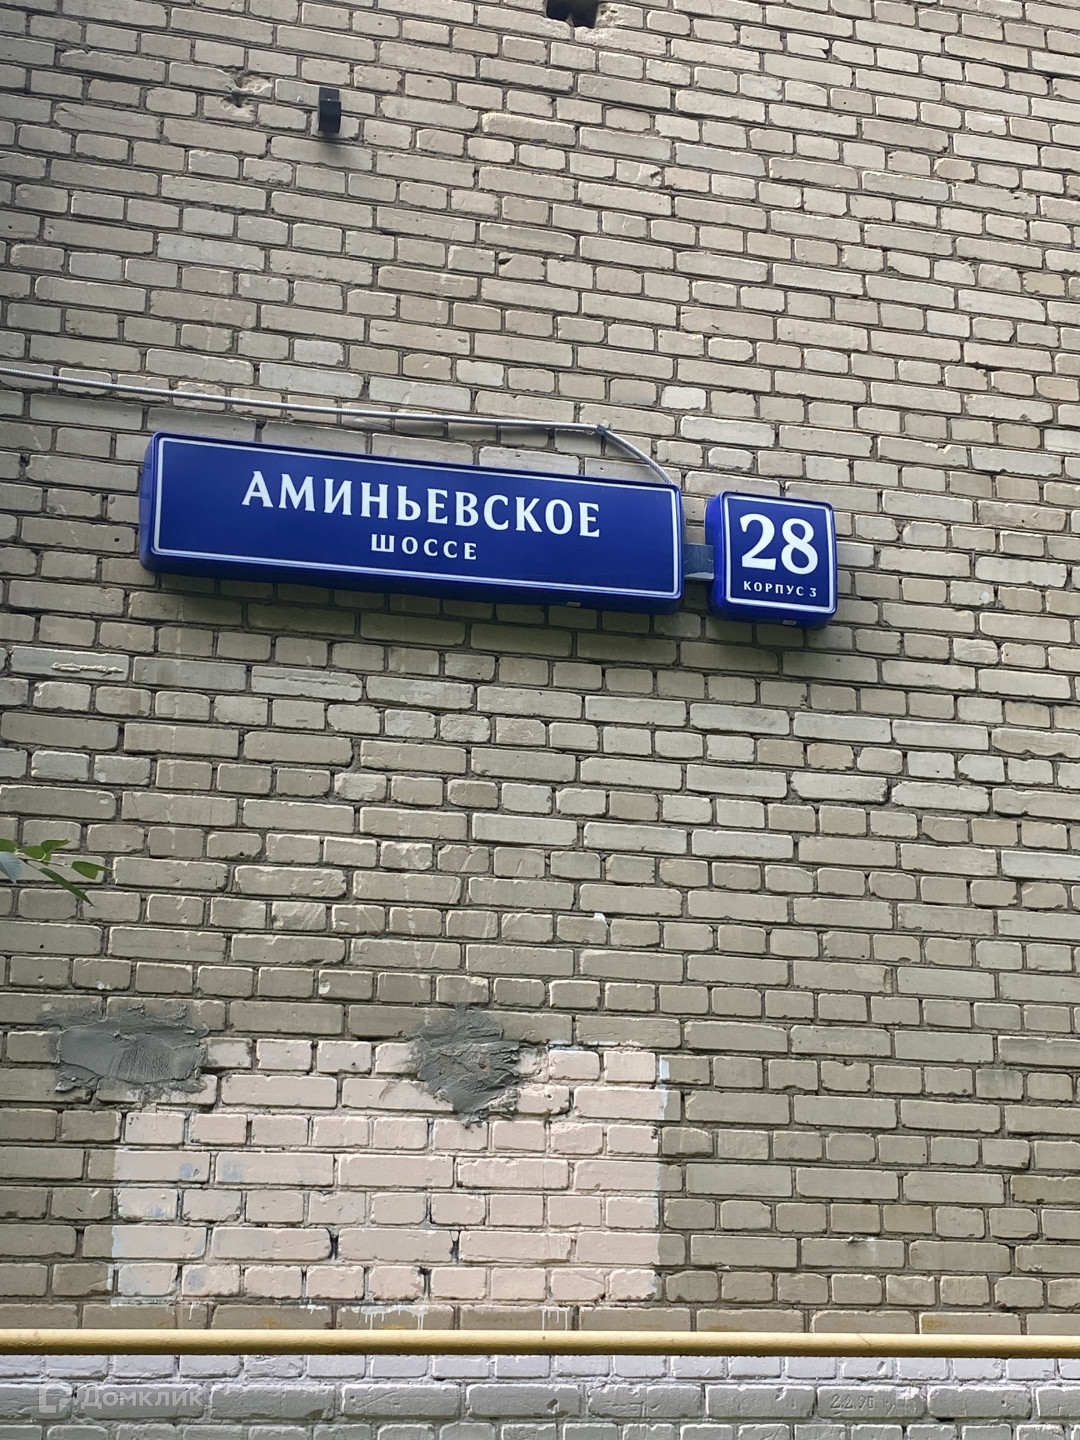 АМИНЬЕВСКОЕ
ШОССЕ
28
КОРПУС 3
Домклик